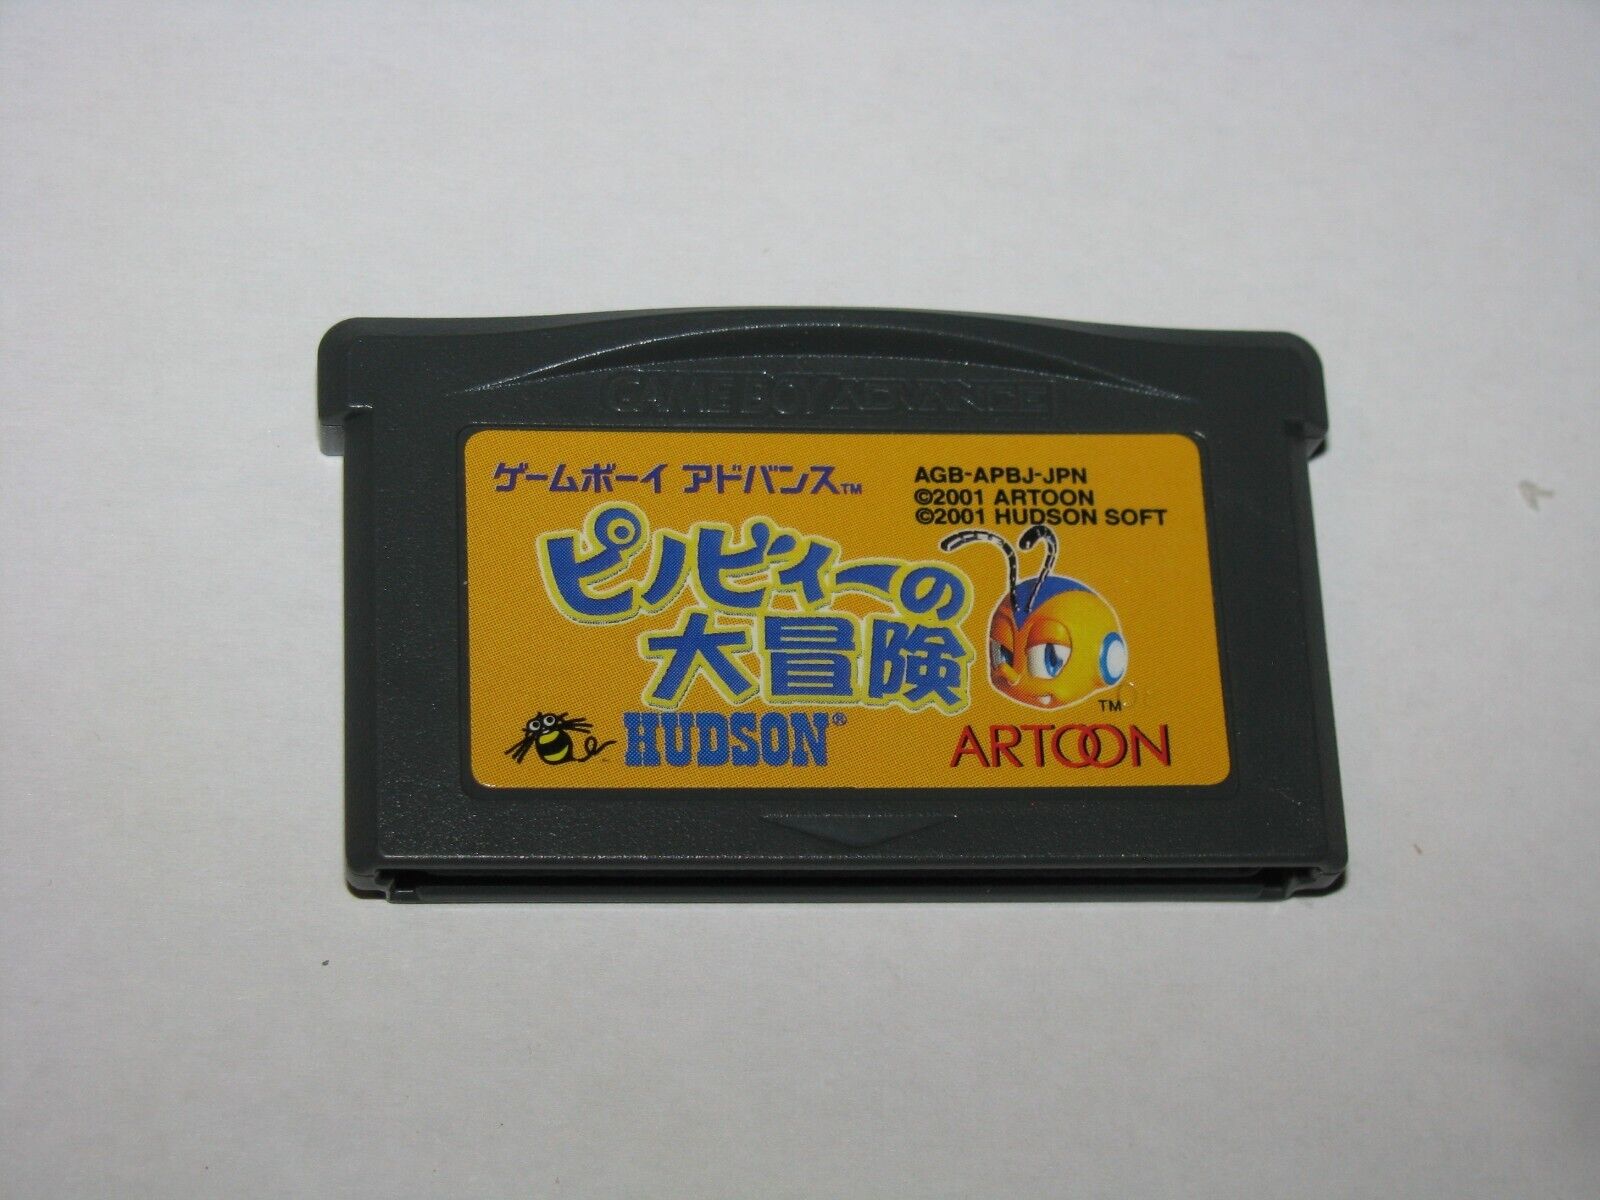 GAME BOY ADVANCE
ゲームボーイ アドバンス™
AGB-APBJ-JPN
©2001 ARTOON
©2001 HUDSON SOFT
ピノビィーの
大冒険
TM
HUDSON®
ARTOON